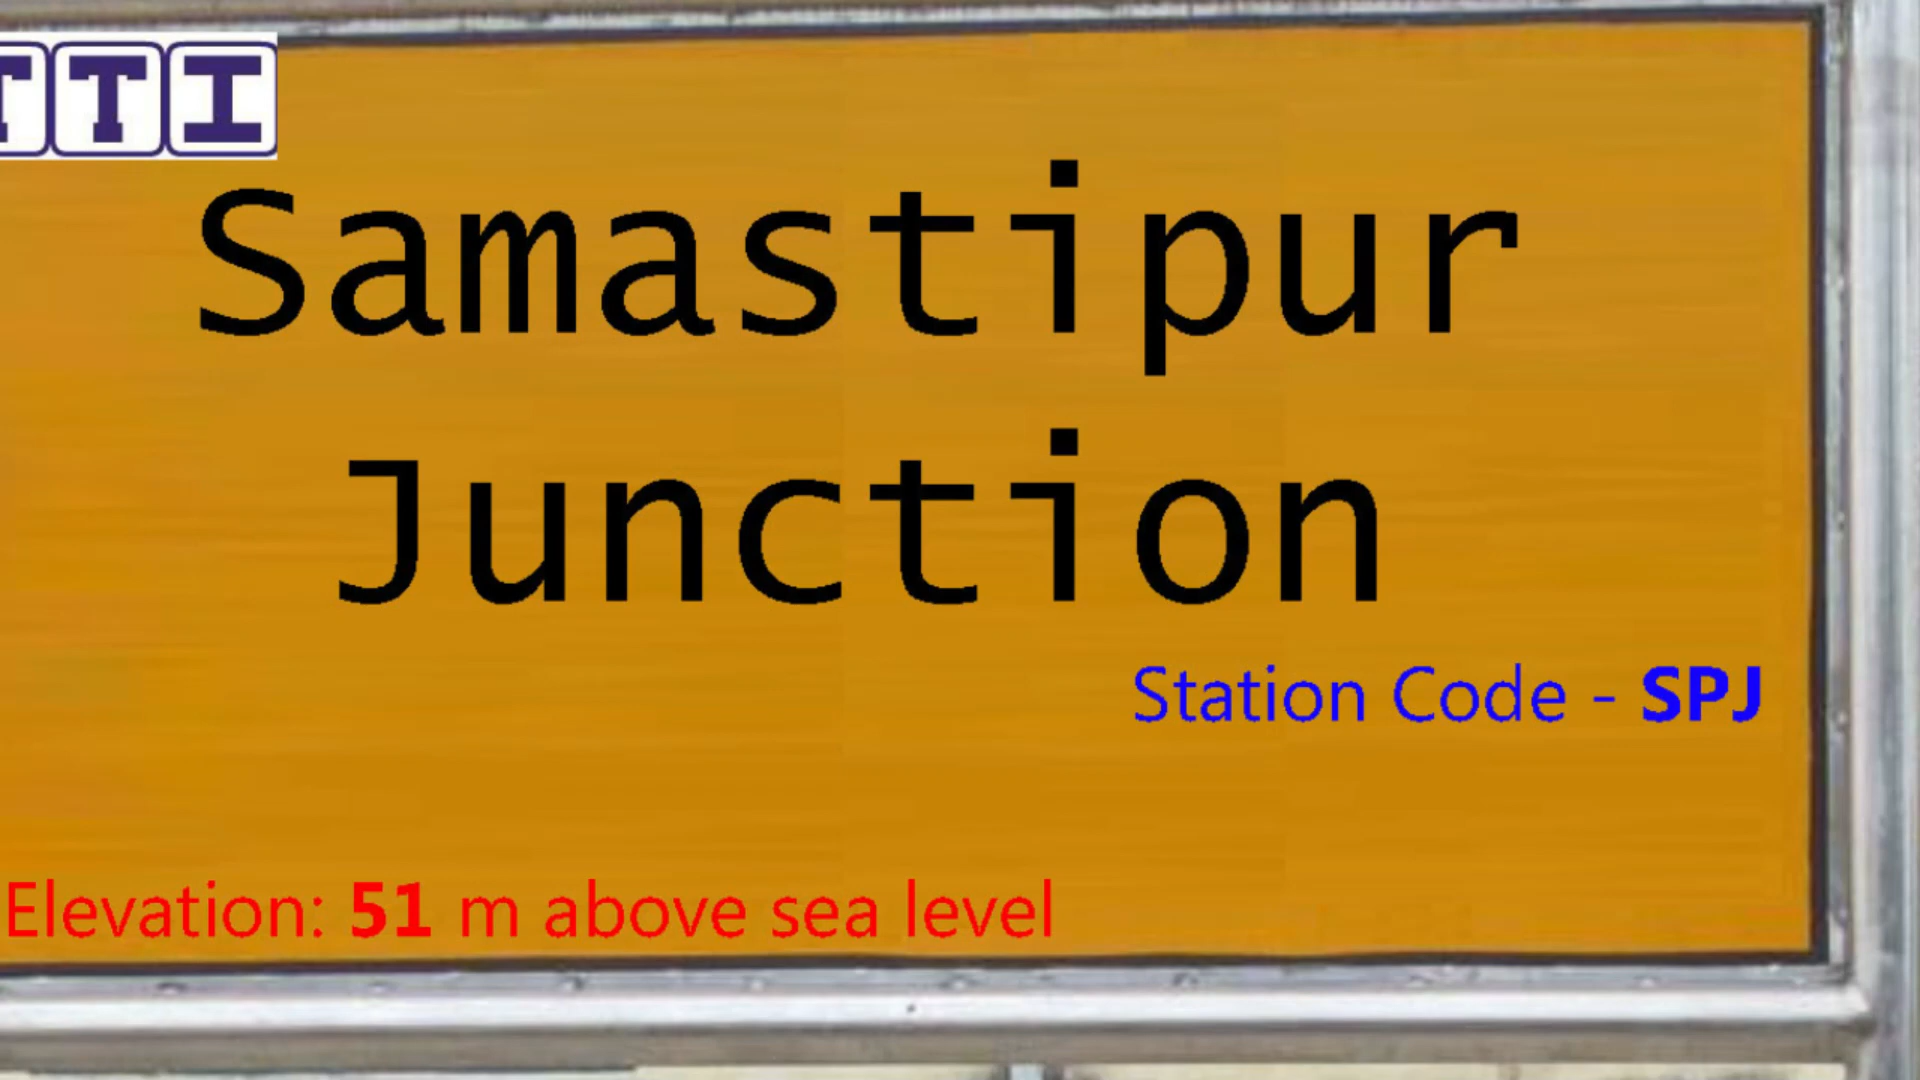 TTI
Samastipur
Junction
Station Code - SPJ
Elevation: 51 m above sea level